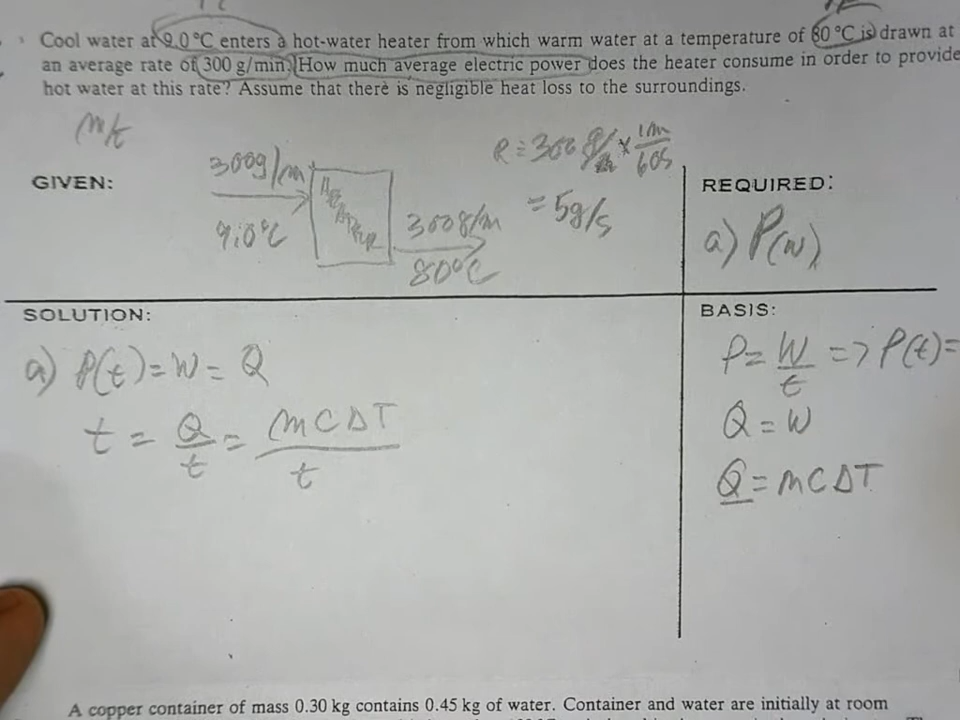 Cool water at 9.0 °C enters a hot-water heater from which warm water at a temperature of 80 °C is drawn at
an average rate of 300 g/min. How much average electric power does the heater consume in order to provide
hot water at this rate? Assume that there is negligible heat loss to the surroundings.
m/t
R = 300 g/m × 1m/60s
= 5g/s
GIVEN:
300g/m
9.0°C
HEATER
300g/m
80°C
REQUIRED:
a) P(W)
SOLUTION:
a) P(t) = W = Q
t = Q/t = MCΔT/t
BASIS:
P = W/t => P(t) =
Q = W
Q = MCΔT
A copper container of mass 0.30 kg contains 0.45 kg of water. Container and water are initially at room